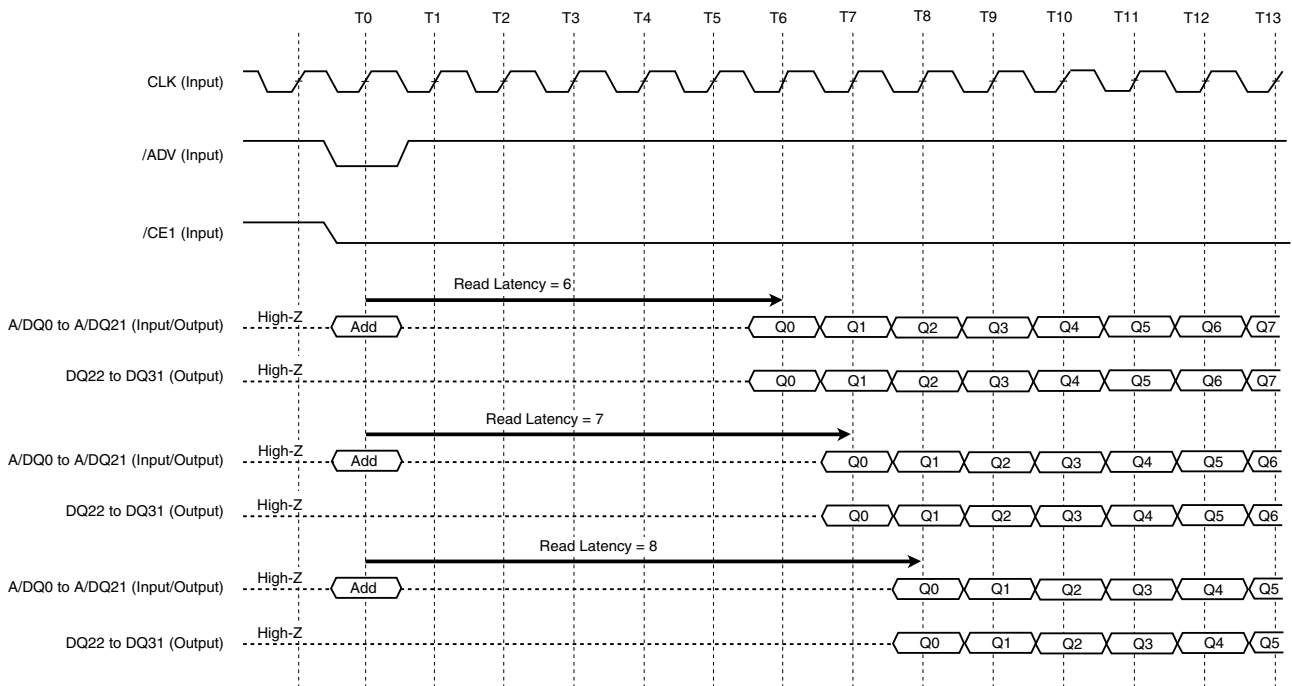 T0 T1 T2 T3 T4 T5 T6 T7 T8 T9 T10 T11 T12 T13
CLK (Input)
/ADV (Input)
/CE1 (Input)
Read Latency = 6
A/DQ0 to A/DQ21 (Input/Output) High-Z Add Q0 Q1 Q2 Q3 Q4 Q5 Q6 Q7
DQ22 to DQ31 (Output) High-Z Q0 Q1 Q2 Q3 Q4 Q5 Q6 Q7
Read Latency = 7
A/DQ0 to A/DQ21 (Input/Output) High-Z Add Q0 Q1 Q2 Q3 Q4 Q5 Q6
DQ22 to DQ31 (Output) High-Z Q0 Q1 Q2 Q3 Q4 Q5 Q6
Read Latency = 8
A/DQ0 to A/DQ21 (Input/Output) High-Z Add Q0 Q1 Q2 Q3 Q4 Q5
DQ22 to DQ31 (Output) High-Z Q0 Q1 Q2 Q3 Q4 Q5